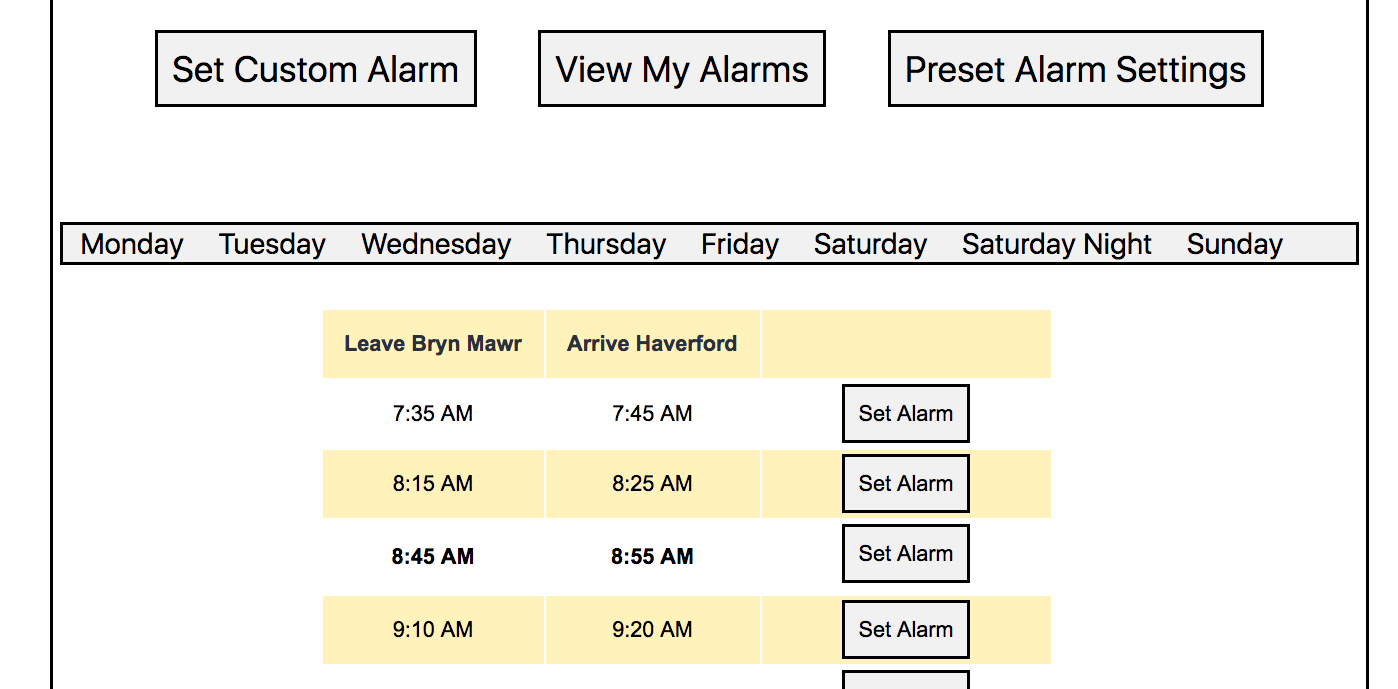 Set Custom Alarm View My Alarms Preset Alarm Settings
Monday Tuesday Wednesday Thursday Friday Saturday Saturday Night Sunday
Leave Bryn Mawr Arrive Haverford
7:35 AM 7:45 AM Set Alarm
8:15 AM 8:25 AM Set Alarm
8:45 AM 8:55 AM Set Alarm
9:10 AM 9:20 AM Set Alarm